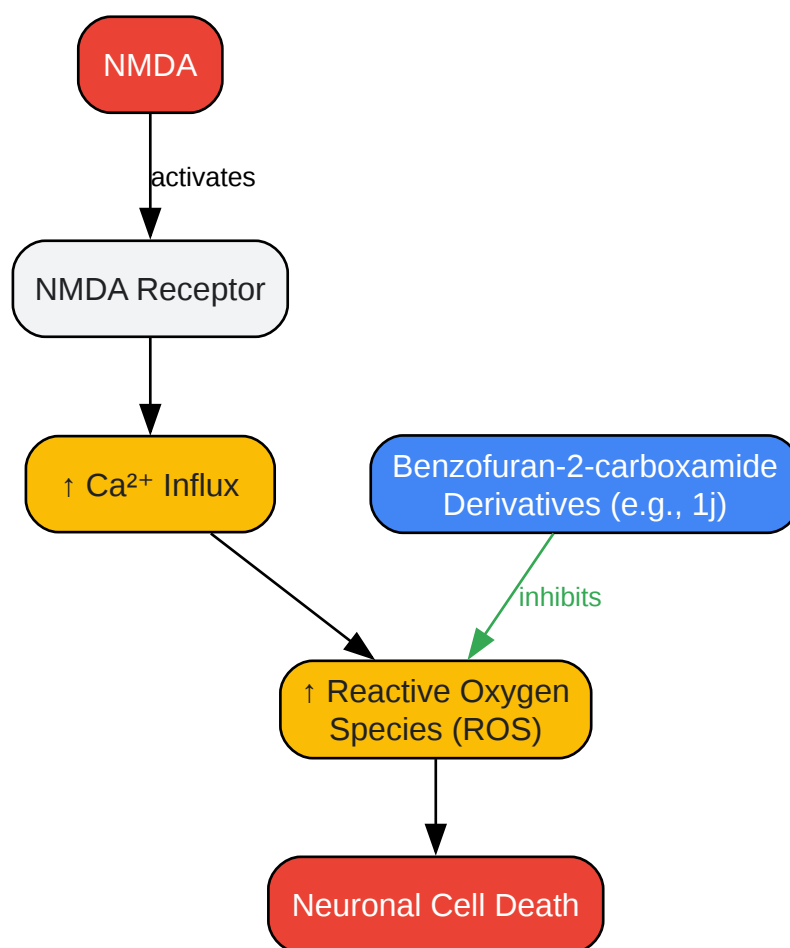 NMDA
activates
NMDA Receptor
↑ Ca²⁺ Influx
Benzofuran-2-carboxamide
Derivatives (e.g., 1j)
inhibits
↑ Reactive Oxygen
Species (ROS)
Neuronal Cell Death